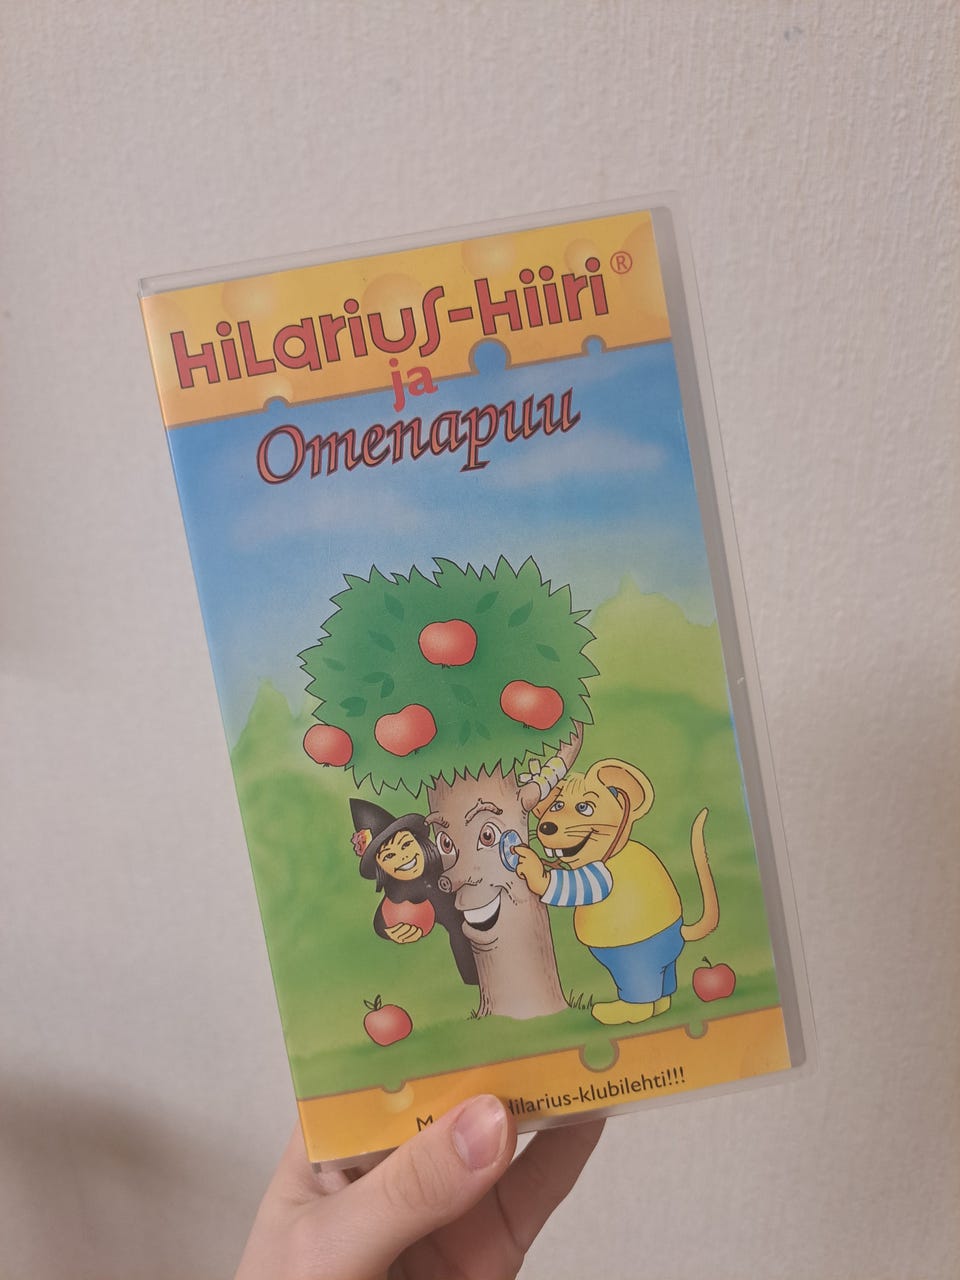 Hilarius-hiiri®
ja
Omenapuu
Hilarius-klubilehti!!!